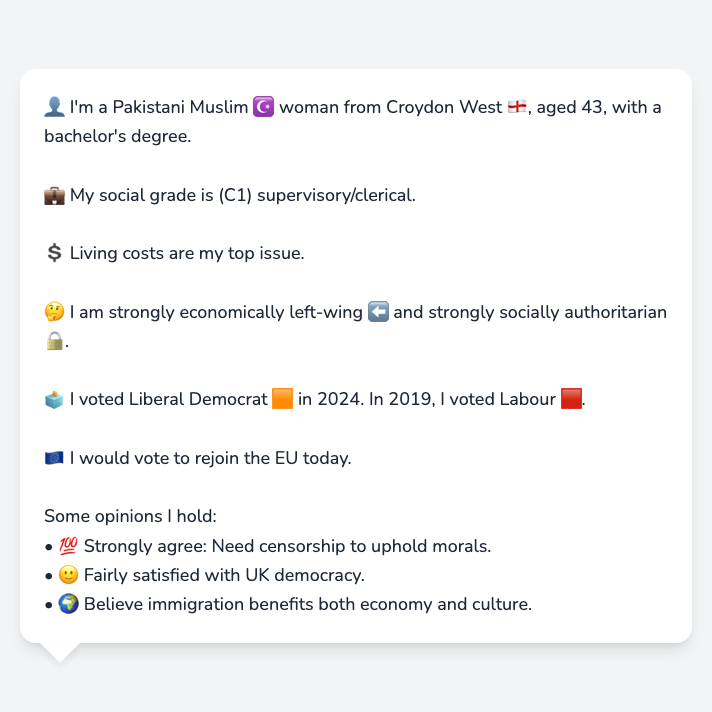 👤 I'm a Pakistani Muslim ☪️ woman from Croydon West 🏴󠁧󠁢󠁥󠁮󠁧󠁿, aged 43, with a
bachelor's degree.
💼 My social grade is (C1) supervisory/clerical.
💲 Living costs are my top issue.
🤔 I am strongly economically left-wing ⬅️ and strongly socially authoritarian
🔒.
🗳️ I voted Liberal Democrat 🟧 in 2024. In 2019, I voted Labour 🟥.
🇪🇺 I would vote to rejoin the EU today.
Some opinions I hold:
• 💯 Strongly agree: Need censorship to uphold morals.
• 🙂 Fairly satisfied with UK democracy.
• 🌍 Believe immigration benefits both economy and culture.